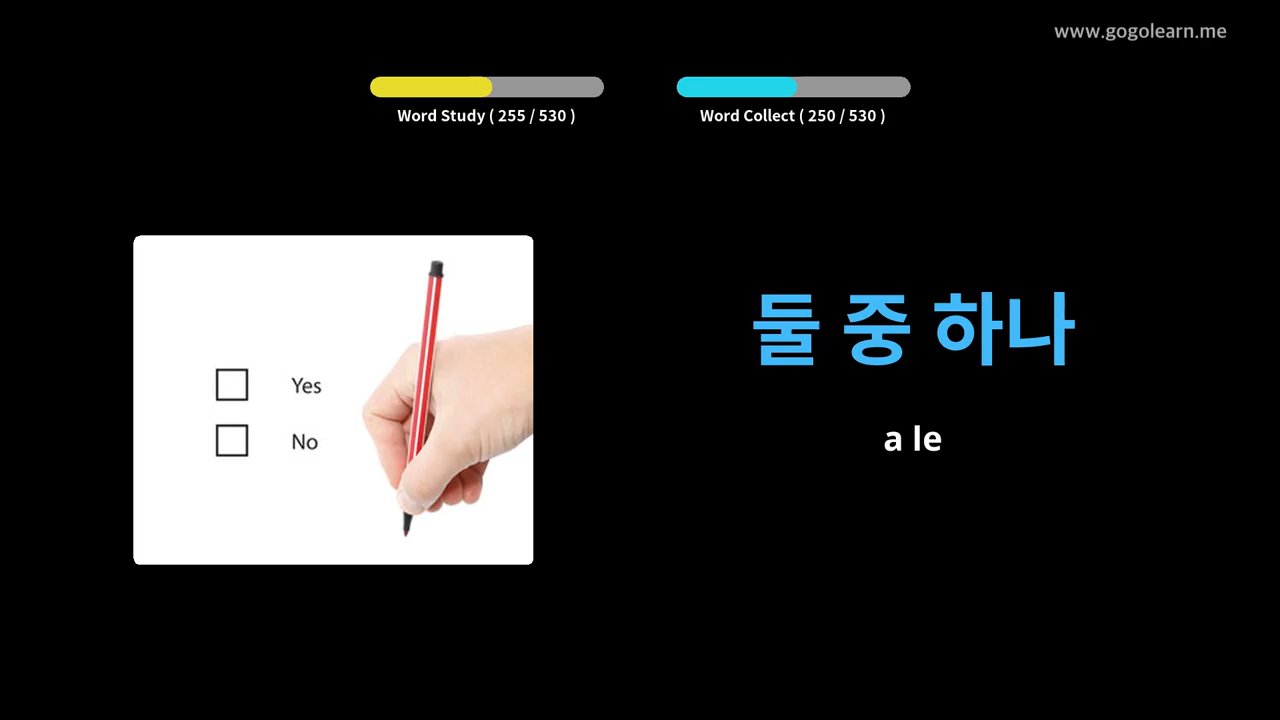 www.gogolearn.me
Word Study ( 255 / 530 )
Word Collect ( 250 / 530 )
Yes
No
둘 중 하나
a le